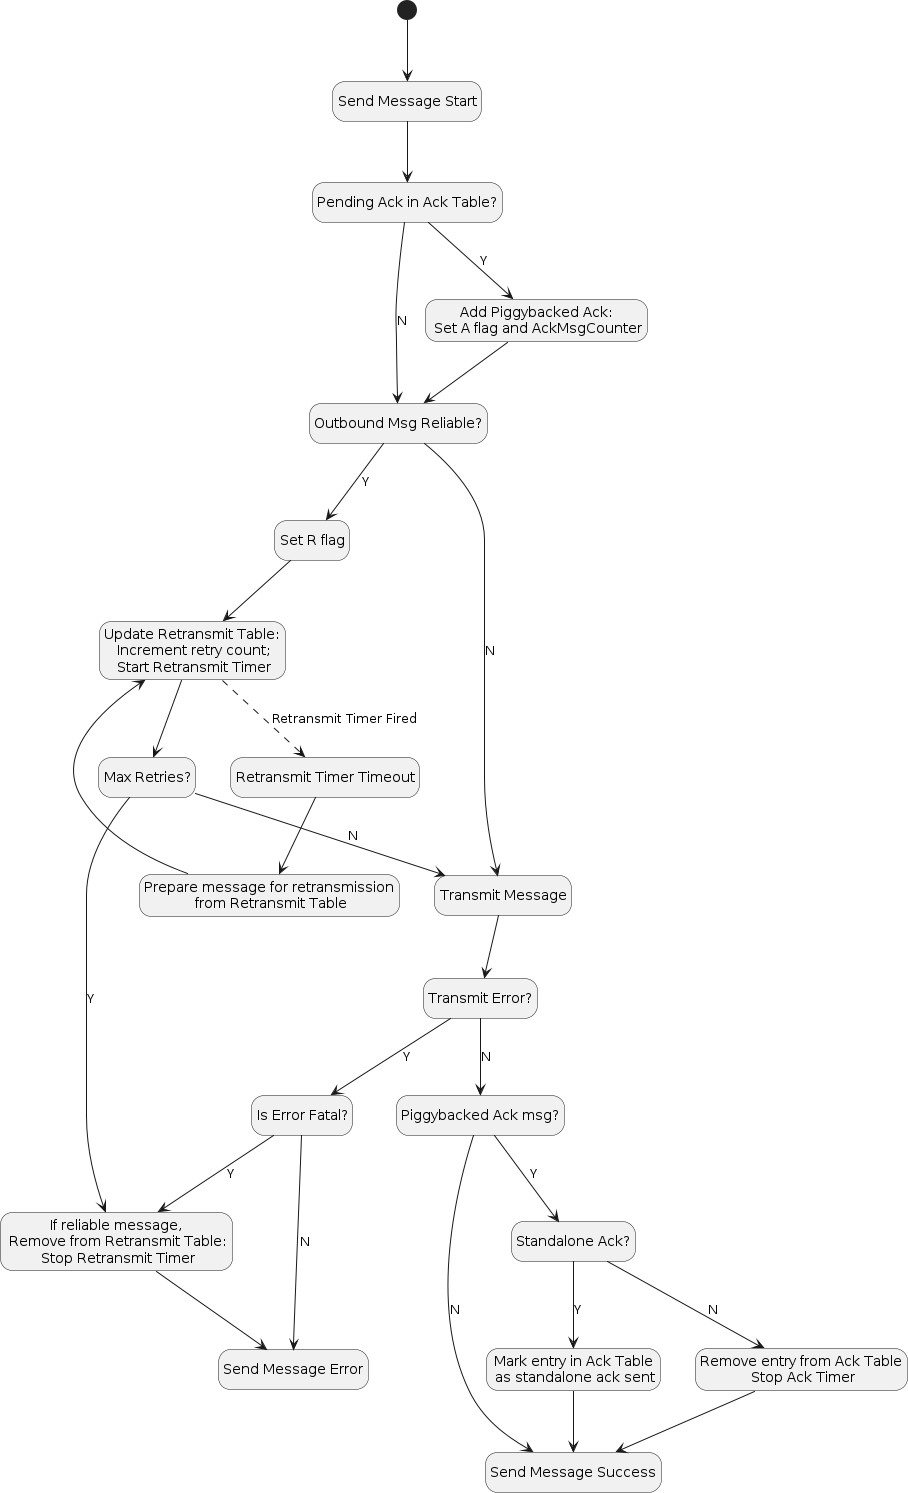 Send Message Start
Pending Ack in Ack Table?
Y
Add Piggybacked Ack:
Set A flag and AckMsgCounter
N
Outbound Msg Reliable?
Y
Set R flag
Update Retransmit Table:
Increment retry count;
Start Retransmit Timer
N
Retransmit Timer Fired
Max Retries?
Retransmit Timer Timeout
N
Prepare message for retransmission
from Retransmit Table
Transmit Message
Y
Transmit Error?
Y
N
Is Error Fatal?
Piggybacked Ack msg?
Y
Y
If reliable message,
Remove from Retransmit Table:
Stop Retransmit Timer
N
Standalone Ack?
N
Y
N
Send Message Error
Mark entry in Ack Table
as standalone ack sent
Remove entry from Ack Table
Stop Ack Timer
Send Message Success